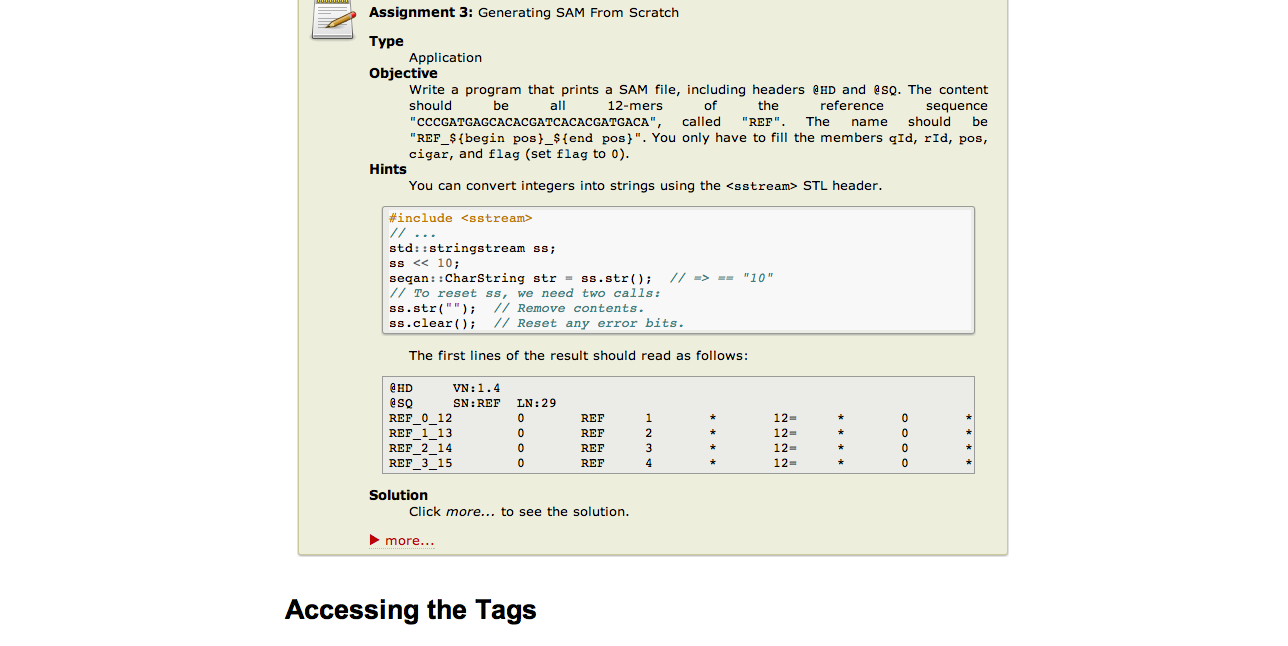 Assignment 3: Generating SAM From Scratch
Type
Application
Objective
Write a program that prints a SAM file, including headers @HD and @SQ. The content
should be all 12-mers of the reference sequence
"CCCGATGAGCACACGATCACACGATGACA", called "REF". The name should be
"REF_${begin pos}_${end pos}". You only have to fill the members qId, rId, pos,
cigar, and flag (set flag to 0).
Hints
You can convert integers into strings using the <sstream> STL header.
#include <sstream>
// ...
std::stringstream ss;
ss << 10;
seqan::CharString str = ss.str();  // => == "10"
// To reset ss, we need two calls:
ss.str("");  // Remove contents.
ss.clear();  // Reset any error bits.
The first lines of the result should read as follows:
@HD VN:1.4
@SQ SN:REF LN:29
REF_0_12 0 REF 1 * 12= * 0 *
REF_1_13 0 REF 2 * 12= * 0 *
REF_2_14 0 REF 3 * 12= * 0 *
REF_3_15 0 REF 4 * 12= * 0 *
Solution
Click more... to see the solution.
more...
Accessing the Tags